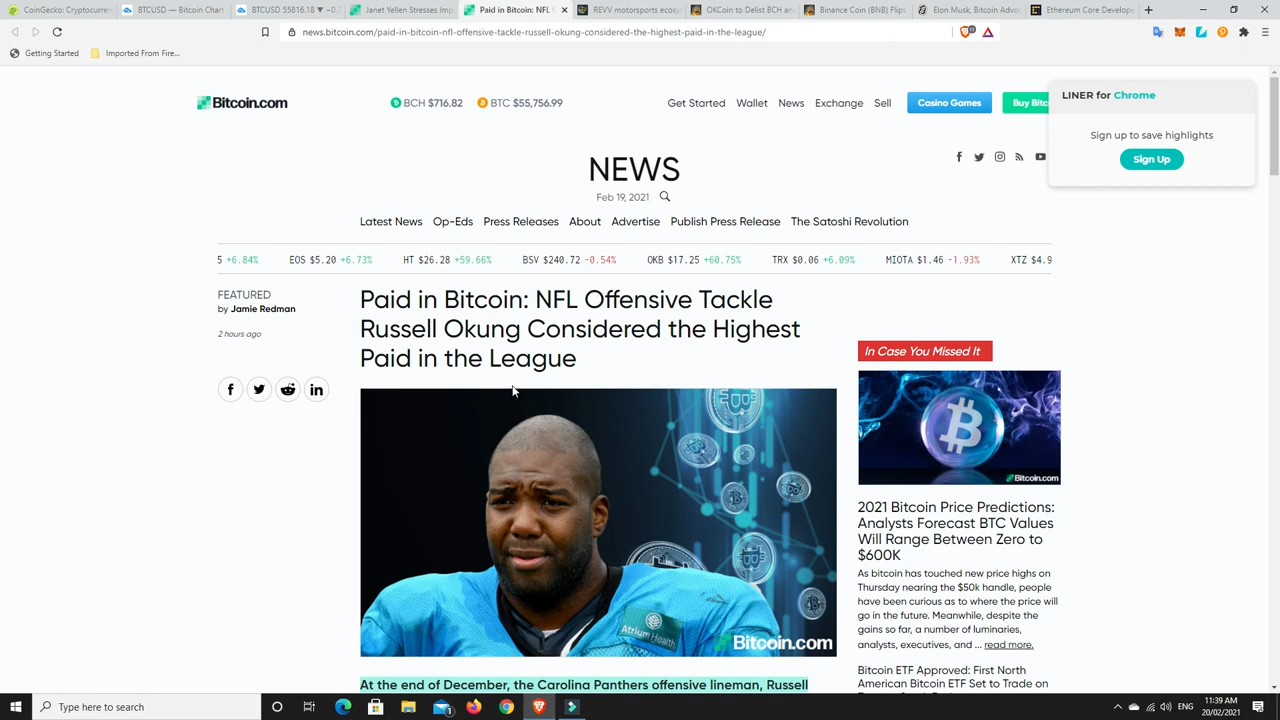 CoinGecko: Cryptocurren
BTCUSD — Bitcoin Chart
BTCUSD 55816.18 ▼ −0.
Janet Yellen Stresses Imp
Paid in Bitcoin: NFL O
REVV motorsports ecosy
OKCoin to Delist BCH an
Binance Coin (BNB) Flips
Elon Musk, Bitcoin Advoc
Ethereum Core Develope
news.bitcoin.com/paid-in-bitcoin-nfl-offensive-tackle-russell-okung-considered-the-highest-paid-in-the-league/
Getting Started
Imported From Fire...
Bitcoin.com
BCH $716.82
BTC $55,756.99
Get Started
Wallet
News
Exchange
Sell
Casino Games
Buy Bitc
LINER for Chrome
Sign up to save highlights
Sign Up
NEWS
Feb 19, 2021
Latest News
Op-Eds
Press Releases
About
Advertise
Publish Press Release
The Satoshi Revolution
5 +6.84%
EOS $5.20 +6.73%
HT $26.28 +59.66%
BSV $240.72 -0.54%
OKB $17.25 +60.75%
TRX $0.06 +6.09%
MIOTA $1.46 -1.93%
XTZ $4.9
FEATURED
by Jamie Redman
2 hours ago
Paid in Bitcoin: NFL Offensive Tackle
Russell Okung Considered the Highest
Paid in the League
Atrium Health
Bitcoin.com
At the end of December, the Carolina Panthers offensive lineman, Russell
In Case You Missed It
Bitcoin.com
2021 Bitcoin Price Predictions:
Analysts Forecast BTC Values
Will Range Between Zero to
$600K
As bitcoin has touched new price highs on
Thursday nearing the $50k handle, people
have been curious as to where the price will
go in the future. Meanwhile, despite the
gains so far, a number of luminaries,
analysts, executives, and ... read more.
Bitcoin ETF Approved: First North
American Bitcoin ETF Set to Trade on
Type here to search
ENG
11:39 AM
20/02/2021